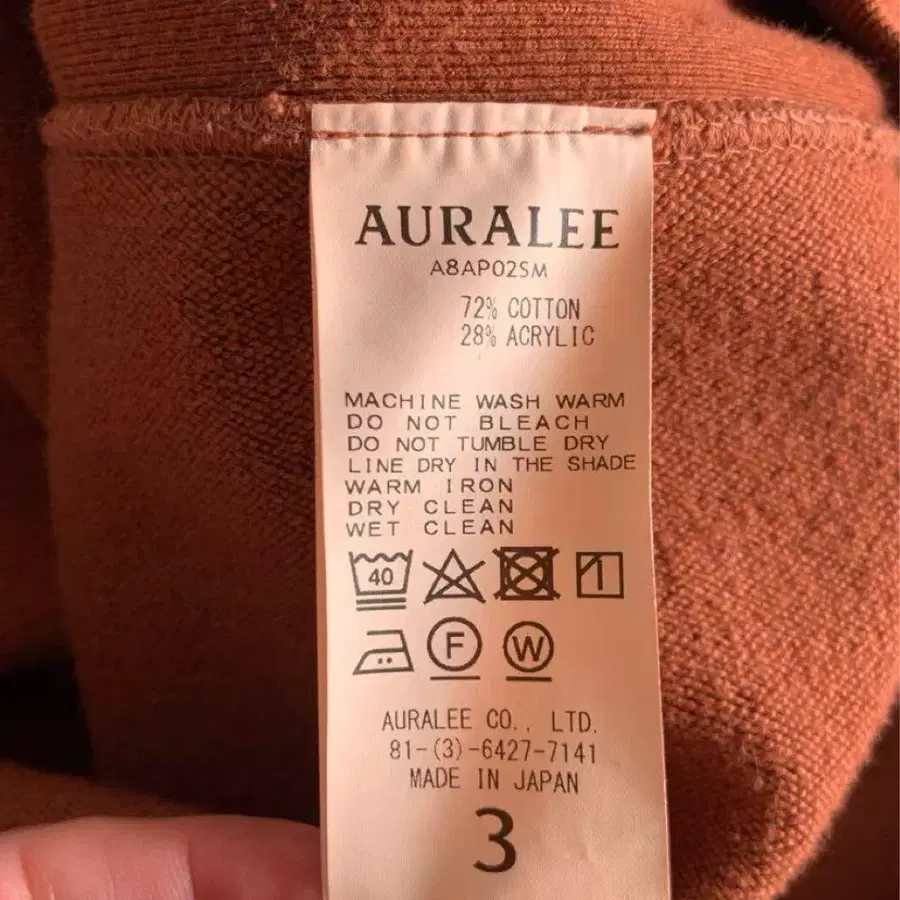 AURALEE
A8AP02SM
72% COTTON
28% ACRYLIC
MACHINE WASH WARM
DO NOT BLEACH
DO NOT TUMBLE DRY
LINE DRY IN THE SHADE
WARM IRON
DRY CLEAN
WET CLEAN
40
F W
AURALEE CO., LTD.
81-(3)-6427-7141
MADE IN JAPAN
3